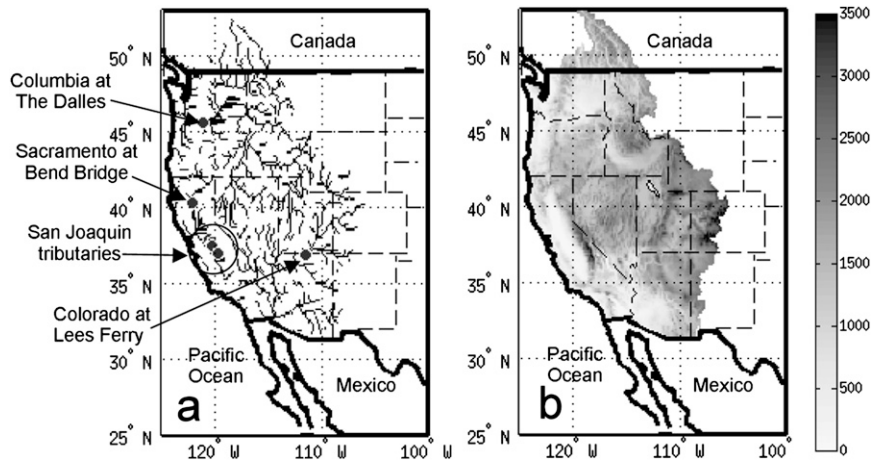 Canada
Columbia at
The Dalles
Sacramento at
Bend Bridge
San Joaquin
tributaries
Colorado at
Lees Ferry
Pacific
Ocean
Mexico
a
50° N
45° N
40° N
35° N
30° N
25° N
120° W
110° W
100° W
Canada
Pacific
Ocean
Mexico
b
50° N
45° N
40° N
35° N
30° N
25° N
120° W
110° W
100° W
3500
3000
2500
2000
1500
1000
500
0